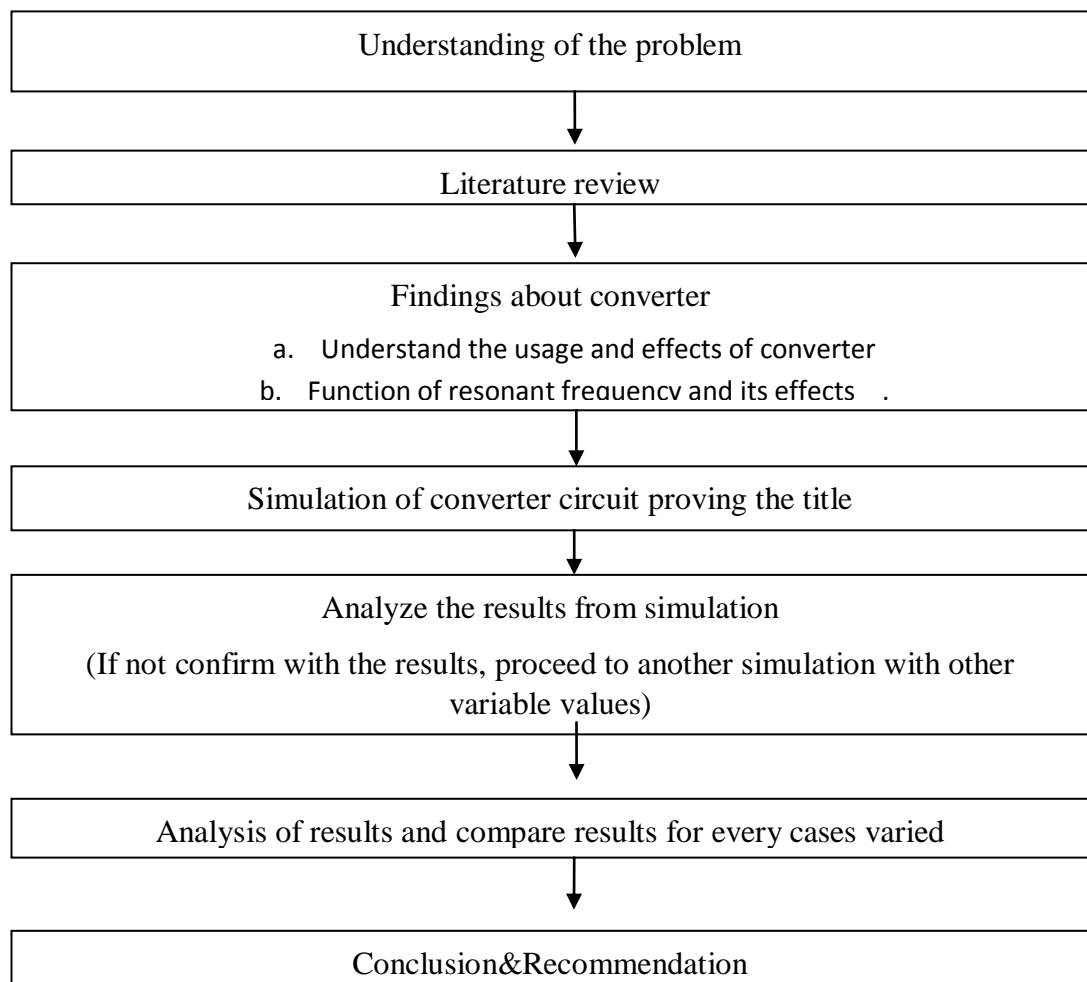 Understanding of the problem
Literature review
Findings about converter
a. Understand the usage and effects of converter
b. Function of resonant frequency and its effects .
Simulation of converter circuit proving the title
Analyze the results from simulation
(If not confirm with the results, proceed to another simulation with other
variable values)
Analysis of results and compare results for every cases varied
Conclusion&Recommendation